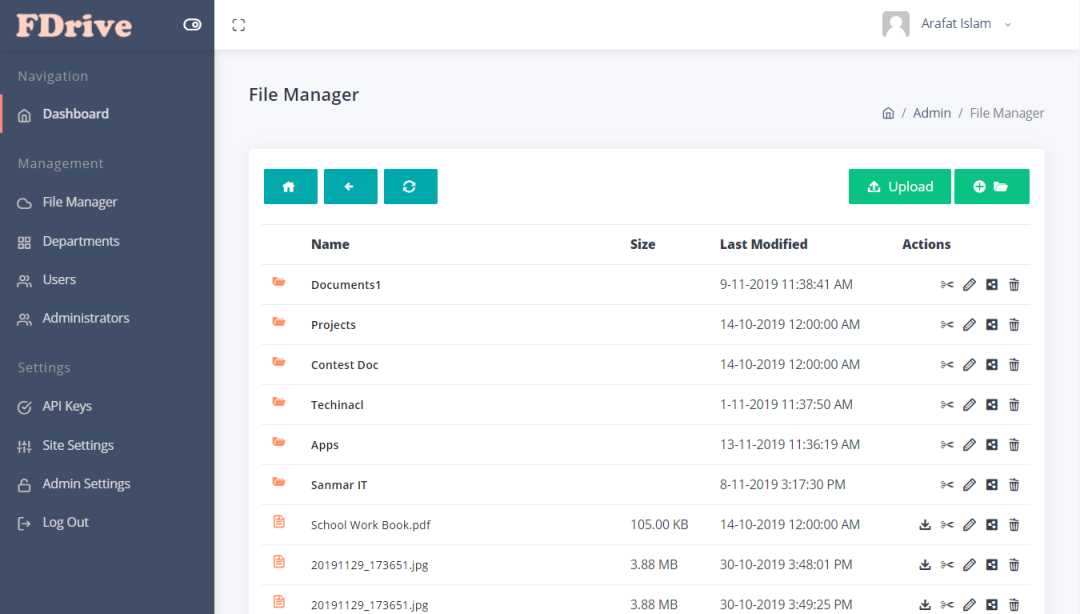 FDrive
Arafat Islam
Navigation
Dashboard
Management
File Manager
Departments
Users
Administrators
Settings
API Keys
Site Settings
Admin Settings
Log Out
File Manager
/ Admin / File Manager
Upload
Name Size Last Modified Actions
Documents1 9-11-2019 11:38:41 AM
Projects 14-10-2019 12:00:00 AM
Contest Doc 14-10-2019 12:00:00 AM
Techinacl 1-11-2019 11:37:50 AM
Apps 13-11-2019 11:36:19 AM
Sanmar IT 8-11-2019 3:17:30 PM
School Work Book.pdf 105.00 KB 14-10-2019 12:00:00 AM
20191129_173651.jpg 3.88 MB 30-10-2019 3:48:01 PM
20191129_173651.jpg 3.88 MB 30-10-2019 3:49:25 PM